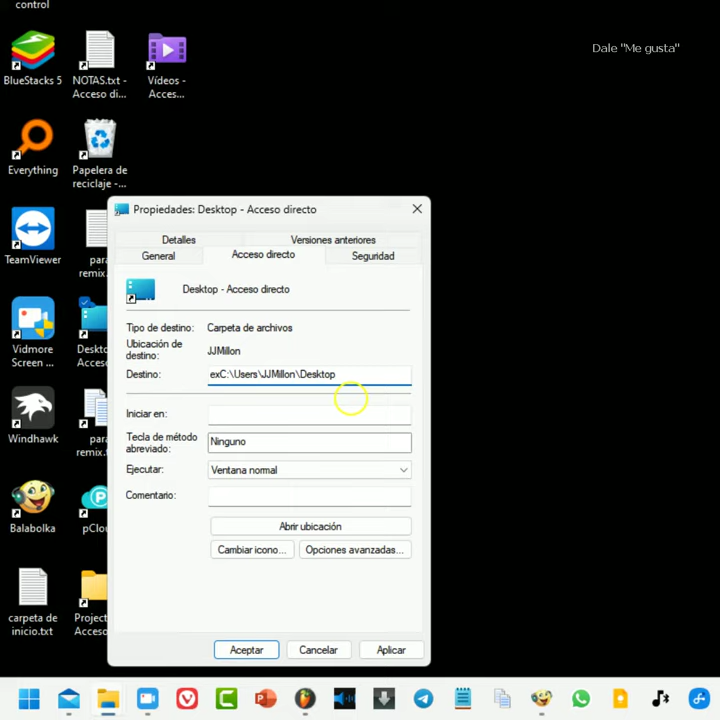 control
Dale "Me gusta"
BlueStacks 5
NOTAS.txt -
Acceso di...
Vídeos -
Acces...
Everything
Papelera de
reciclaje -...
Propiedades: Desktop - Acceso directo
Detalles
Versiones anteriores
General
Acceso directo
Seguridad
TeamViewer
para
remix.
Desktop - Acceso directo
Tipo de destino:
Carpeta de archivos
Ubicación de
destino:
JJMillon
Vidmore
Screen ...
Deskto
Acces
Destino:
exC:\Users\JJMillon\Desktop
Iniciar en:
Windhawk
para
remix.t
Tecla de método
abreviado:
Ninguno
Ejecutar:
Ventana normal
Comentario:
Balabolka
pClou
Abrir ubicación
Cambiar icono...
Opciones avanzadas...
carpeta de
inicio.txt
Project
Acceso
Aceptar
Cancelar
Aplicar